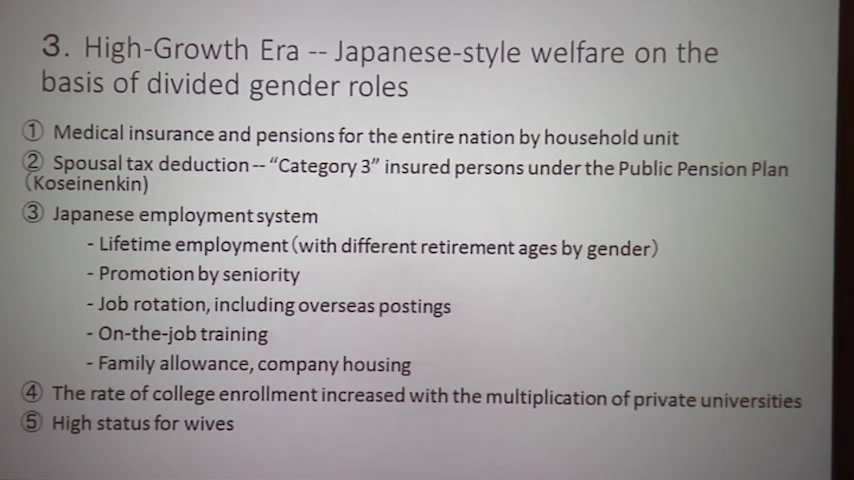 3. High-Growth Era -- Japanese-style welfare on the
basis of divided gender roles
① Medical insurance and pensions for the entire nation by household unit
② Spousal tax deduction -- “Category 3” insured persons under the Public Pension Plan
(Koseinenkin)
③ Japanese employment system
- Lifetime employment (with different retirement ages by gender)
- Promotion by seniority
- Job rotation, including overseas postings
- On-the-job training
- Family allowance, company housing
④ The rate of college enrollment increased with the multiplication of private universities
⑤ High status for wives